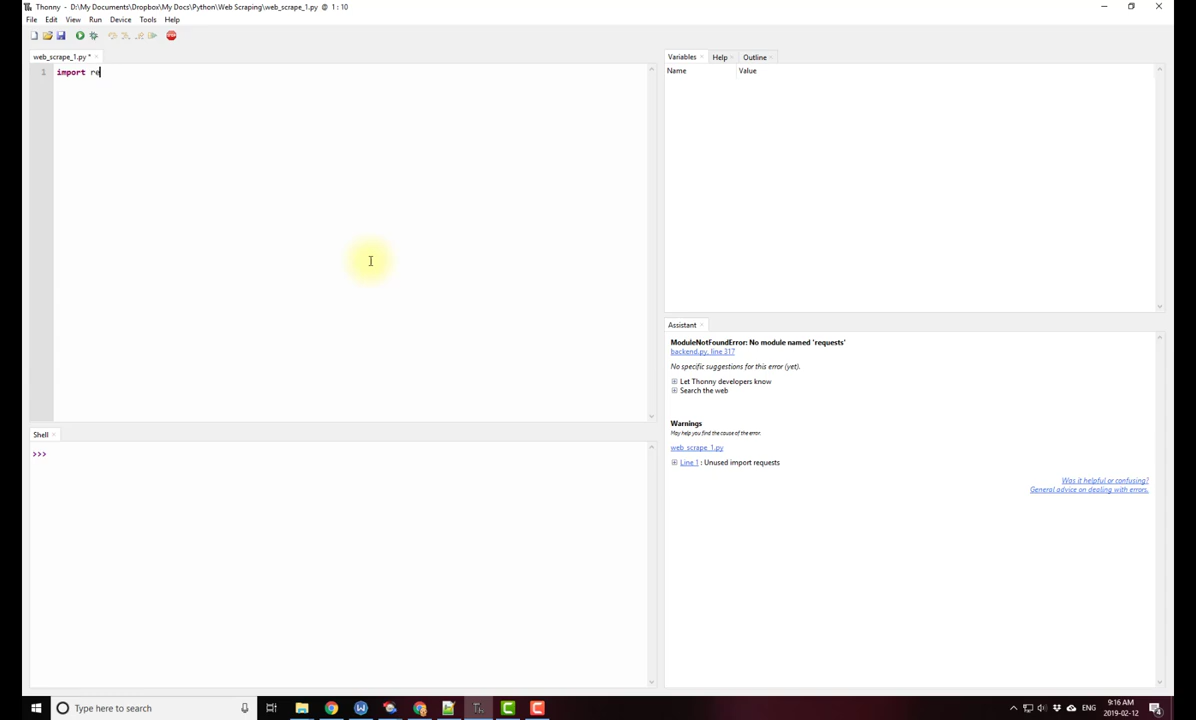 Thonny - D:\My Documents\Dropbox\My Docs\Python\Web Scraping\web_scrape_1.py @ 1 : 10
File Edit View Run Device Tools Help
web_scrape_1.py *
1 import re
Variables Help Outline
Name Value
Assistant
ModuleNotFoundError: No module named 'requests'
backend.py, line 317
No specific suggestions for this error (yet).
Let Thonny developers know
Search the web
Warnings
May help you find the cause of the error.
web_scrape_1.py
Line 1 : Unused import requests
Was it helpful or confusing?
General advice on dealing with errors.
Shell
>>>
Type here to search
ENG
9:16 AM
2019-02-12